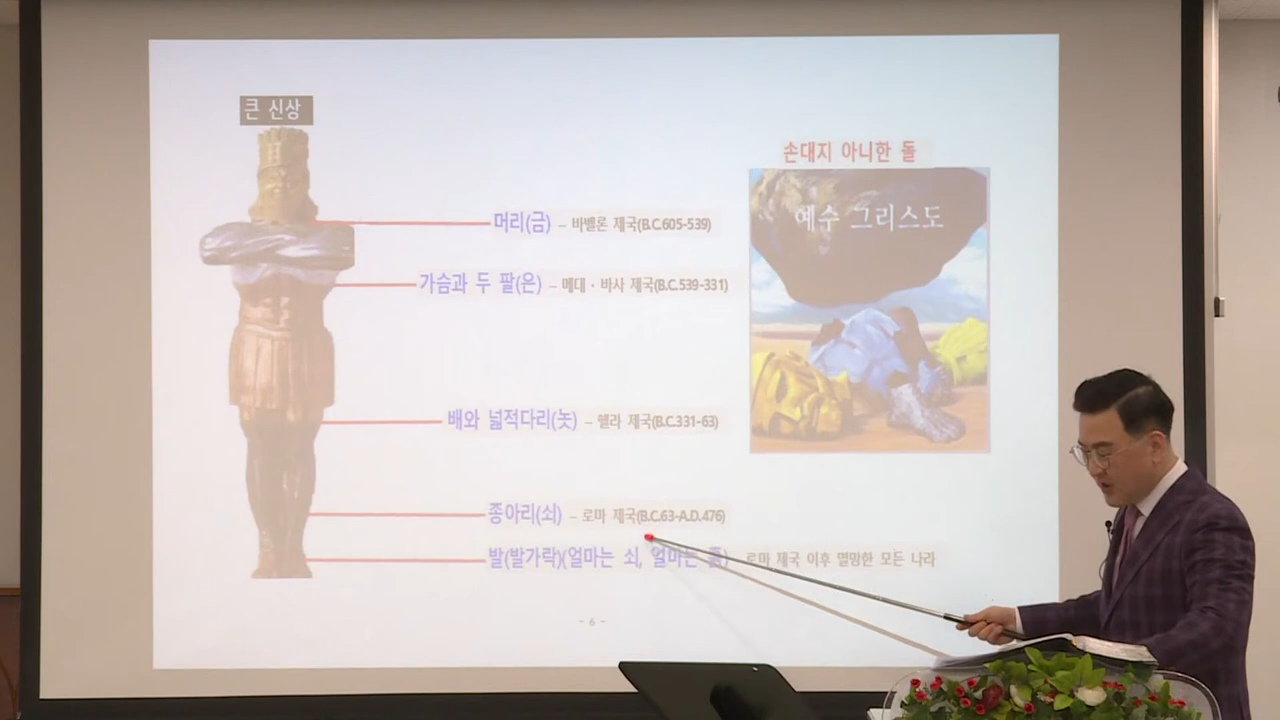 큰 신상
손대지 아니한 돌
예수 그리스도
머리(금) – 바벨론 제국(B.C.605-539)
가슴과 두 팔(은) – 메대 · 바사 제국(B.C.539-331)
배와 넓적다리(놋) – 헬라 제국(B.C.331-63)
종아리(쇠) – 로마 제국(B.C.63-A.D.476)
발(발가락)(얼마는 쇠, 얼마는 흙) – 로마 제국 이후 멸망한 모든 나라
- 6 -